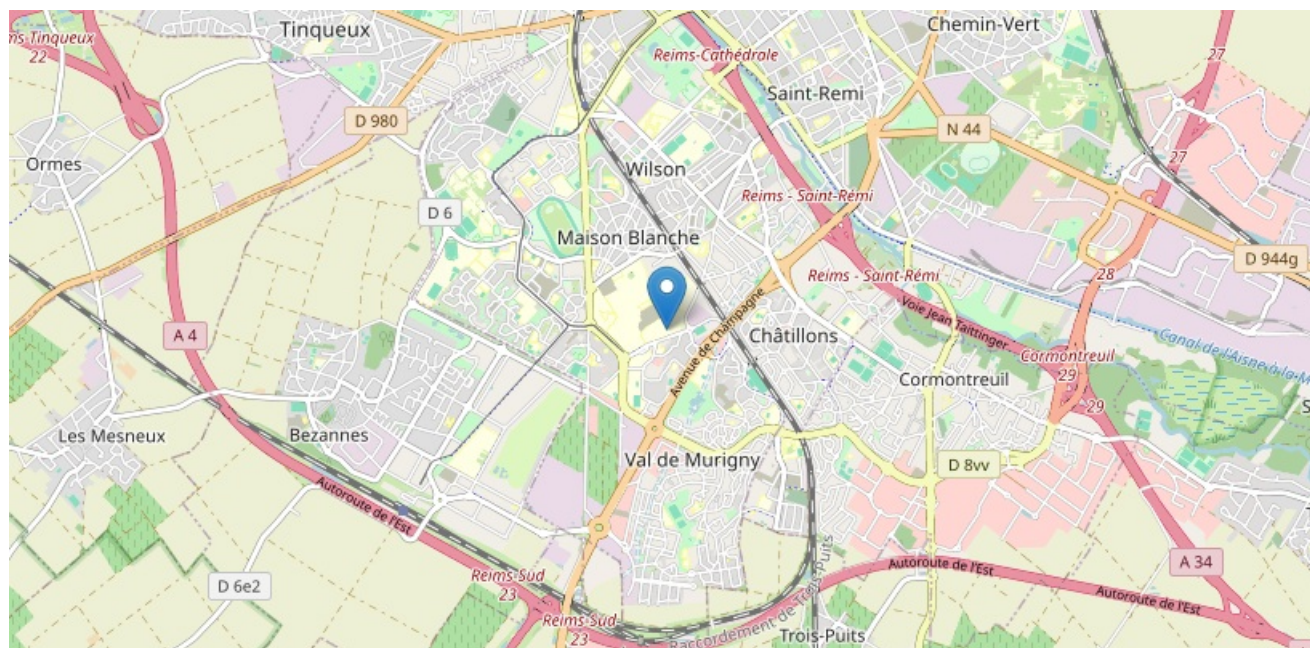 Tinqueux
Chemin-Vert
ns Tinqueux
22
Reims-Cathédrale
27
Saint-Remi
D 980
N 44
Ormes
Wilson
27
Reims - Saint-Rémi
D 6
Maison Blanche
D 944g
Reims - Saint-Rémi
28
A 4
Avenue de Champagne
Voie Jean Taittinger
Châtillons
Canal de l'Aisne-à-la-M
Cormontreuil
29
Cormontreuil
29
S
Les Mesneux
Bezannes
Val de Murigny
D 8vv
Autoroute de l'Est
A 34
D 6e2
Reims-Sud
23
Autoroute de l'Est
Autoroute de l'Est
Reims-Sud
23
Raccordement de Trois-Puits
Trois-Puits